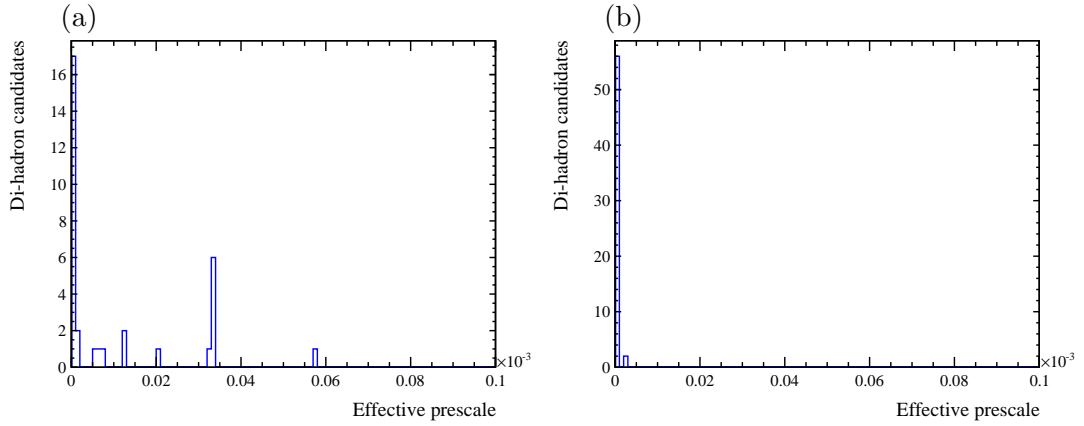 (a)
Di-hadron candidates
16
14
12
10
8
6
4
2
0
0 0.02 0.04 0.06 0.08 0.1
×10⁻³
Effective prescale
(b)
Di-hadron candidates
50
40
30
20
10
0
0 0.02 0.04 0.06 0.08 0.1
×10⁻³
Effective prescale